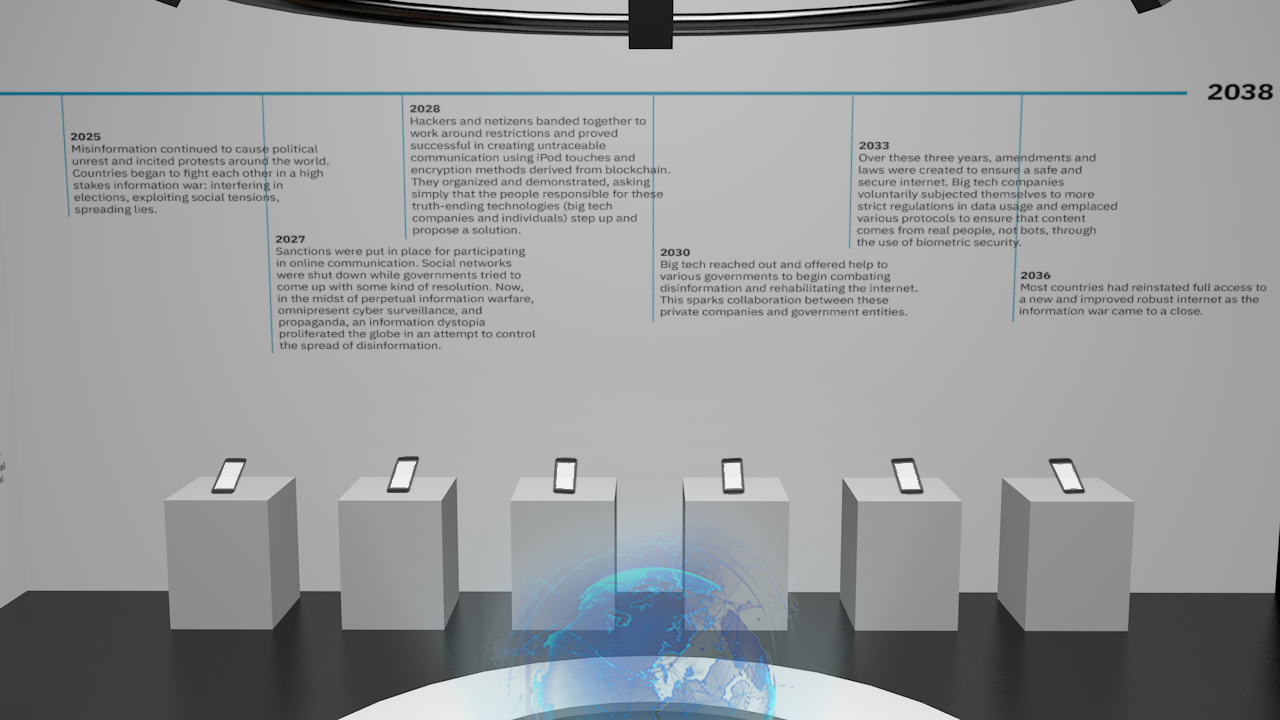 2038
2025
Misinformation continued to cause political
unrest and incited protests around the world.
Countries began to fight each other in a high
stakes information war: interfering in
elections, exploiting social tensions,
spreading lies.
2027
Sanctions were put in place for participating
in online communication. Social networks
were shut down while governments tried to
come up with some kind of resolution. Now,
in the midst of perpetual information warfare,
omnipresent cyber surveillance, and
propaganda, an information dystopia
proliferated the globe in an attempt to control
the spread of disinformation.
2028
Hackers and netizens banded together to
work around restrictions and proved
successful in creating untraceable
communication using iPod touches and
encryption methods derived from blockchain.
They organized and demonstrated, asking
simply that the people responsible for these
truth-ending technologies (big tech
companies and individuals) step up and
propose a solution.
2030
Big tech reached out and offered help to
various governments to begin combating
disinformation and rehabilitating the internet.
This sparks collaboration between these
private companies and government entities.
2033
Over these three years, amendments and
laws were created to ensure a safe and
secure internet. Big tech companies
voluntarily subjected themselves to more
strict regulations in data usage and emplaced
various protocols to ensure that content
comes from real people, not bots, through
the use of biometric security.
2036
Most countries had reinstated full access to
a new and improved robust internet as the
information war came to a close.